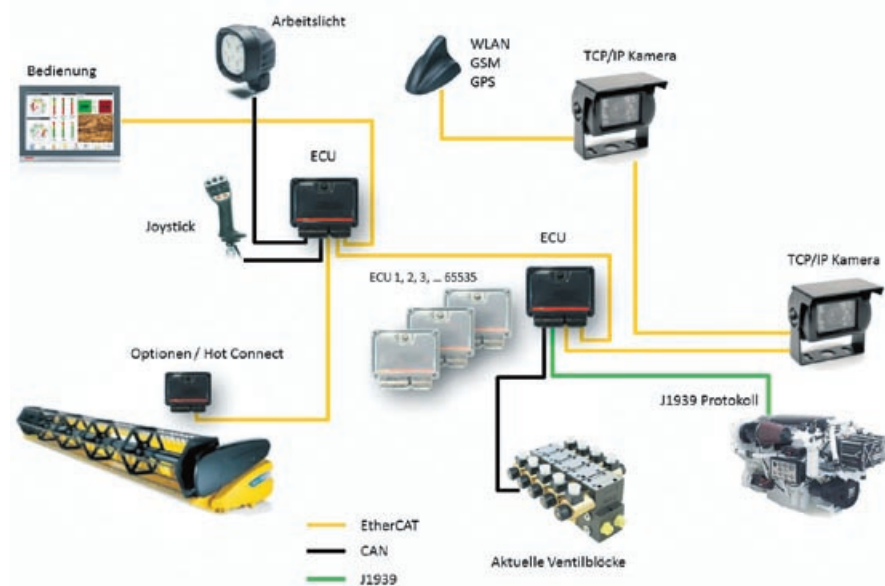 Arbeitslicht
WLAN
GSM
GPS
TCP/IP Kamera
Bedienung
ECU
Joystick
ECU
ECU 1, 2, 3, ... 65535
TCP/IP Kamera
Optionen / Hot Connect
J1939 Protokoll
EtherCAT
CAN
J1939
Aktuelle Ventilblöcke